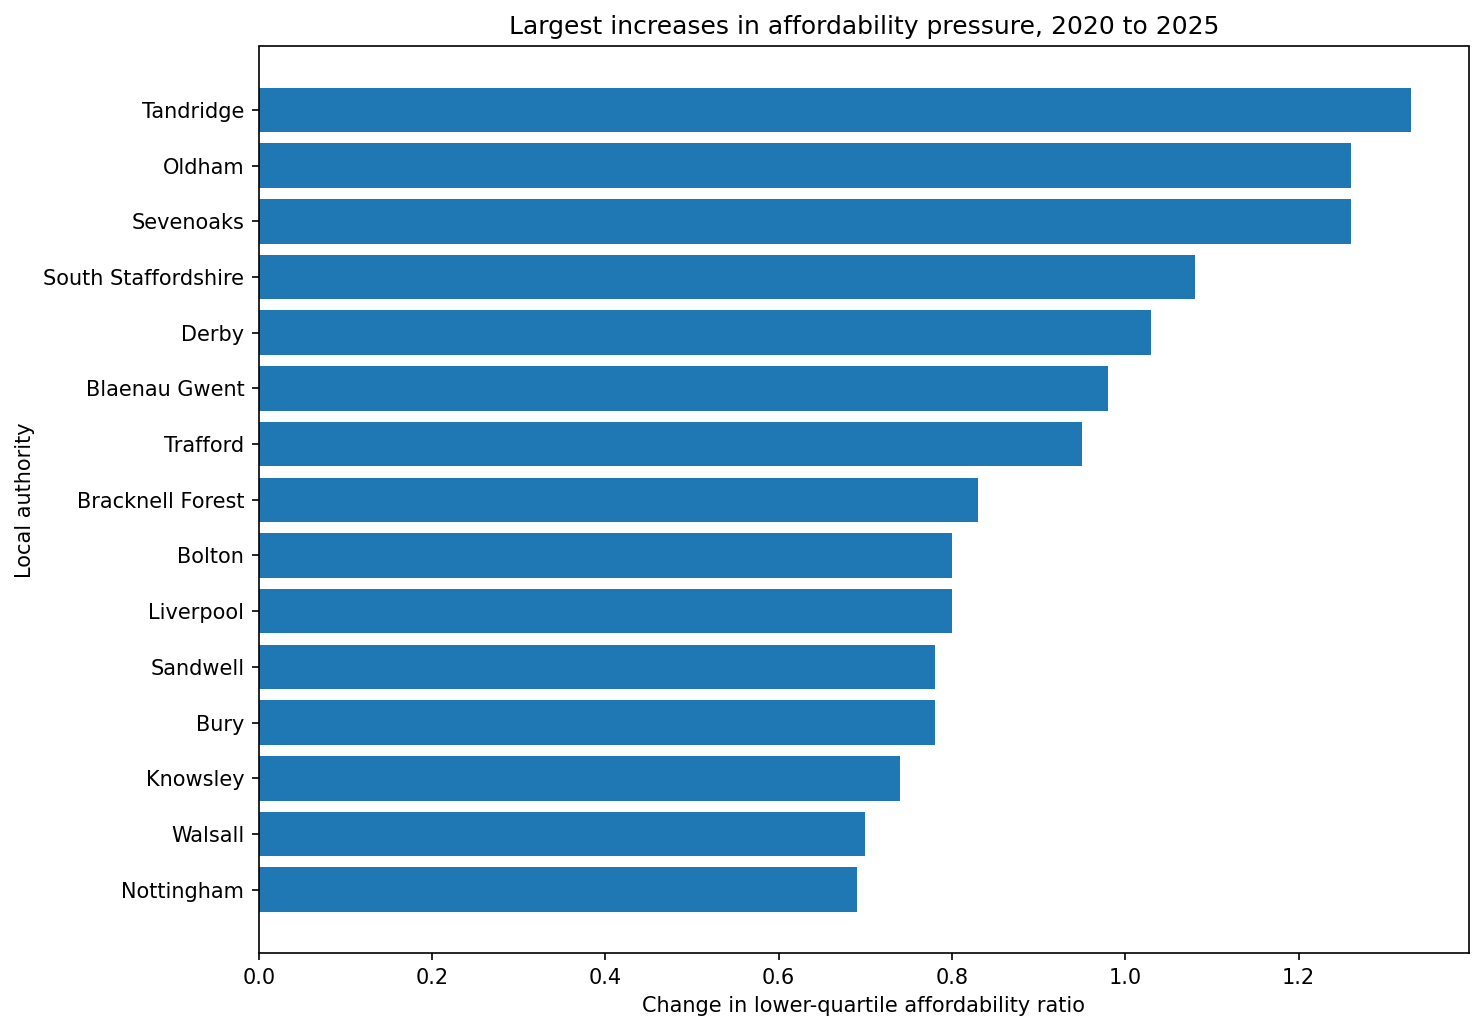 Largest increases in affordability pressure, 2020 to 2025
Local authority
Tandridge
Oldham
Sevenoaks
South Staffordshire
Derby
Blaenau Gwent
Trafford
Bracknell Forest
Bolton
Liverpool
Sandwell
Bury
Knowsley
Walsall
Nottingham
0.0 0.2 0.4 0.6 0.8 1.0 1.2
Change in lower-quartile affordability ratio